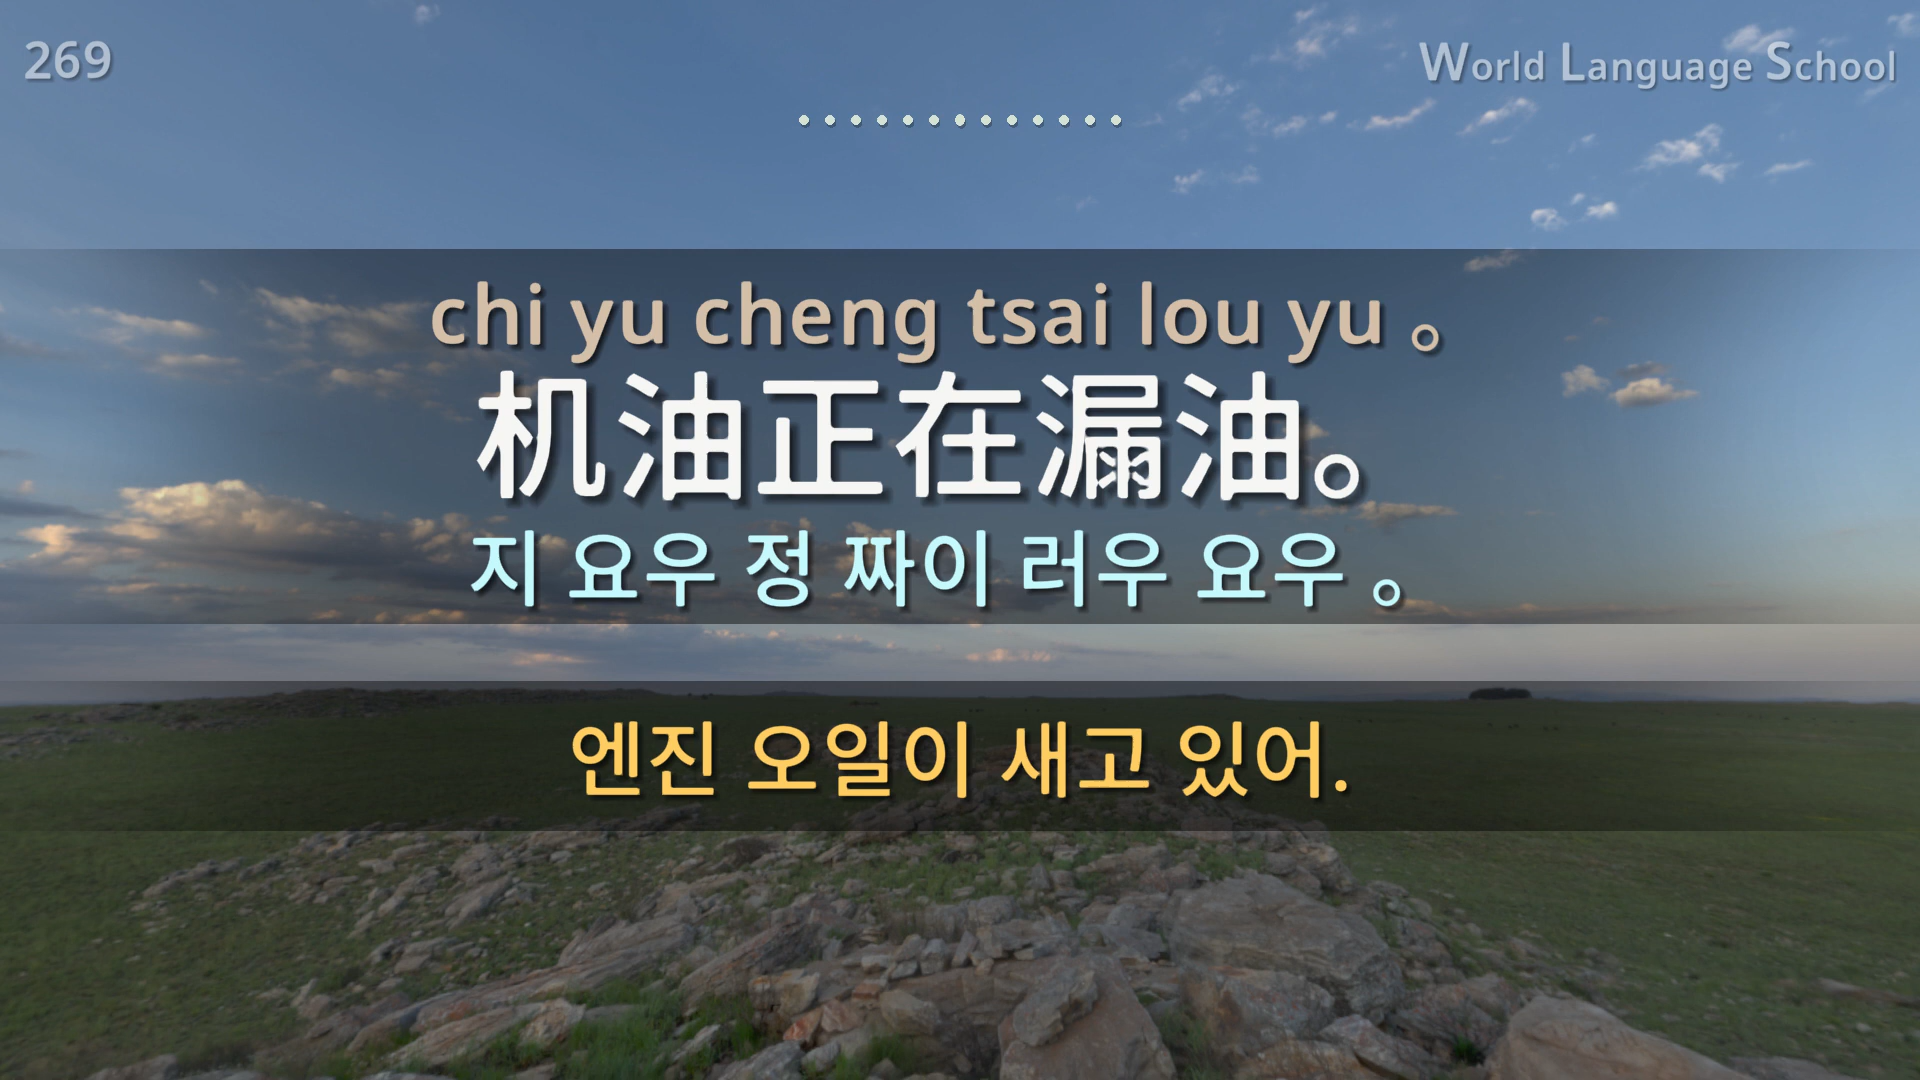 269
World Language School
chi yu cheng tsai lou yu 。
机油正在漏油。
지 요우 정 짜이 러우 요우 。
엔진 오일이 새고 있어.